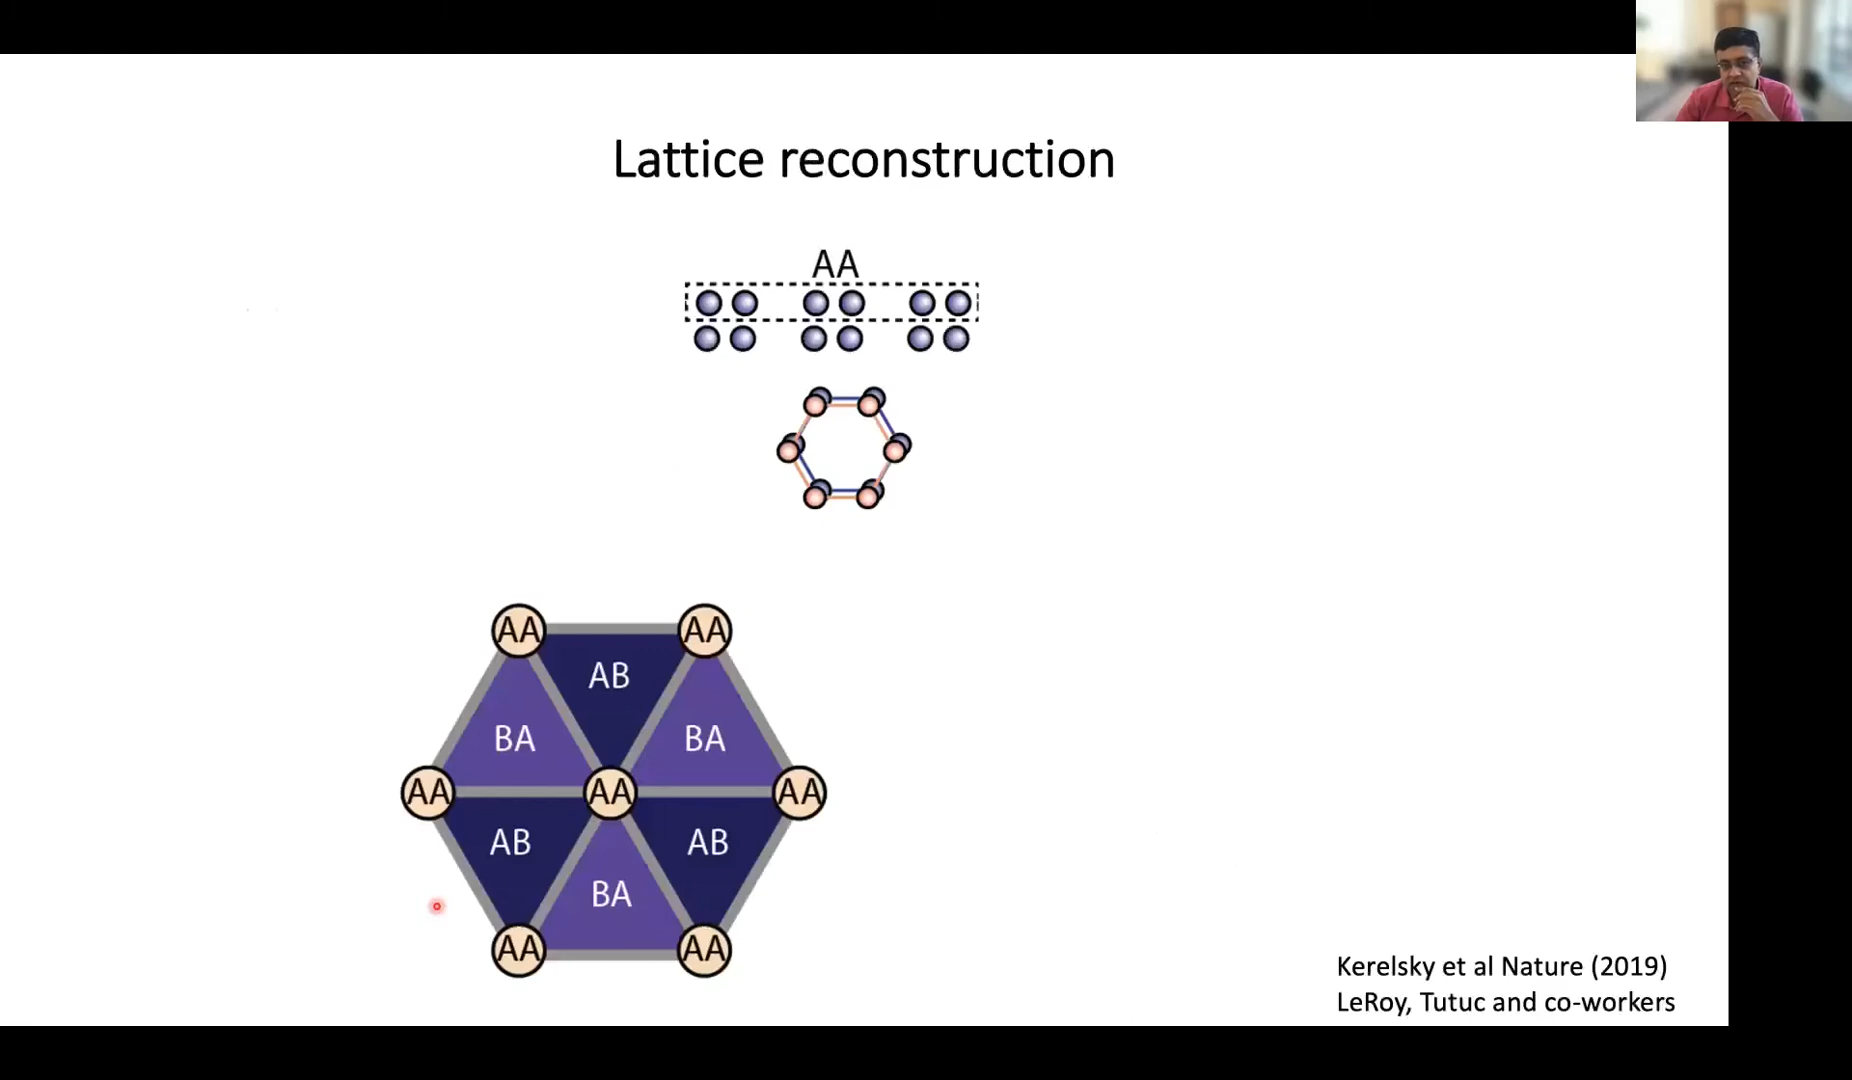 Lattice reconstruction
AA
AA AA
AB
BA BA
AA AA AA
AB AB
BA
AA AA
Kerelsky et al Nature (2019)
LeRoy, Tutuc and co-workers